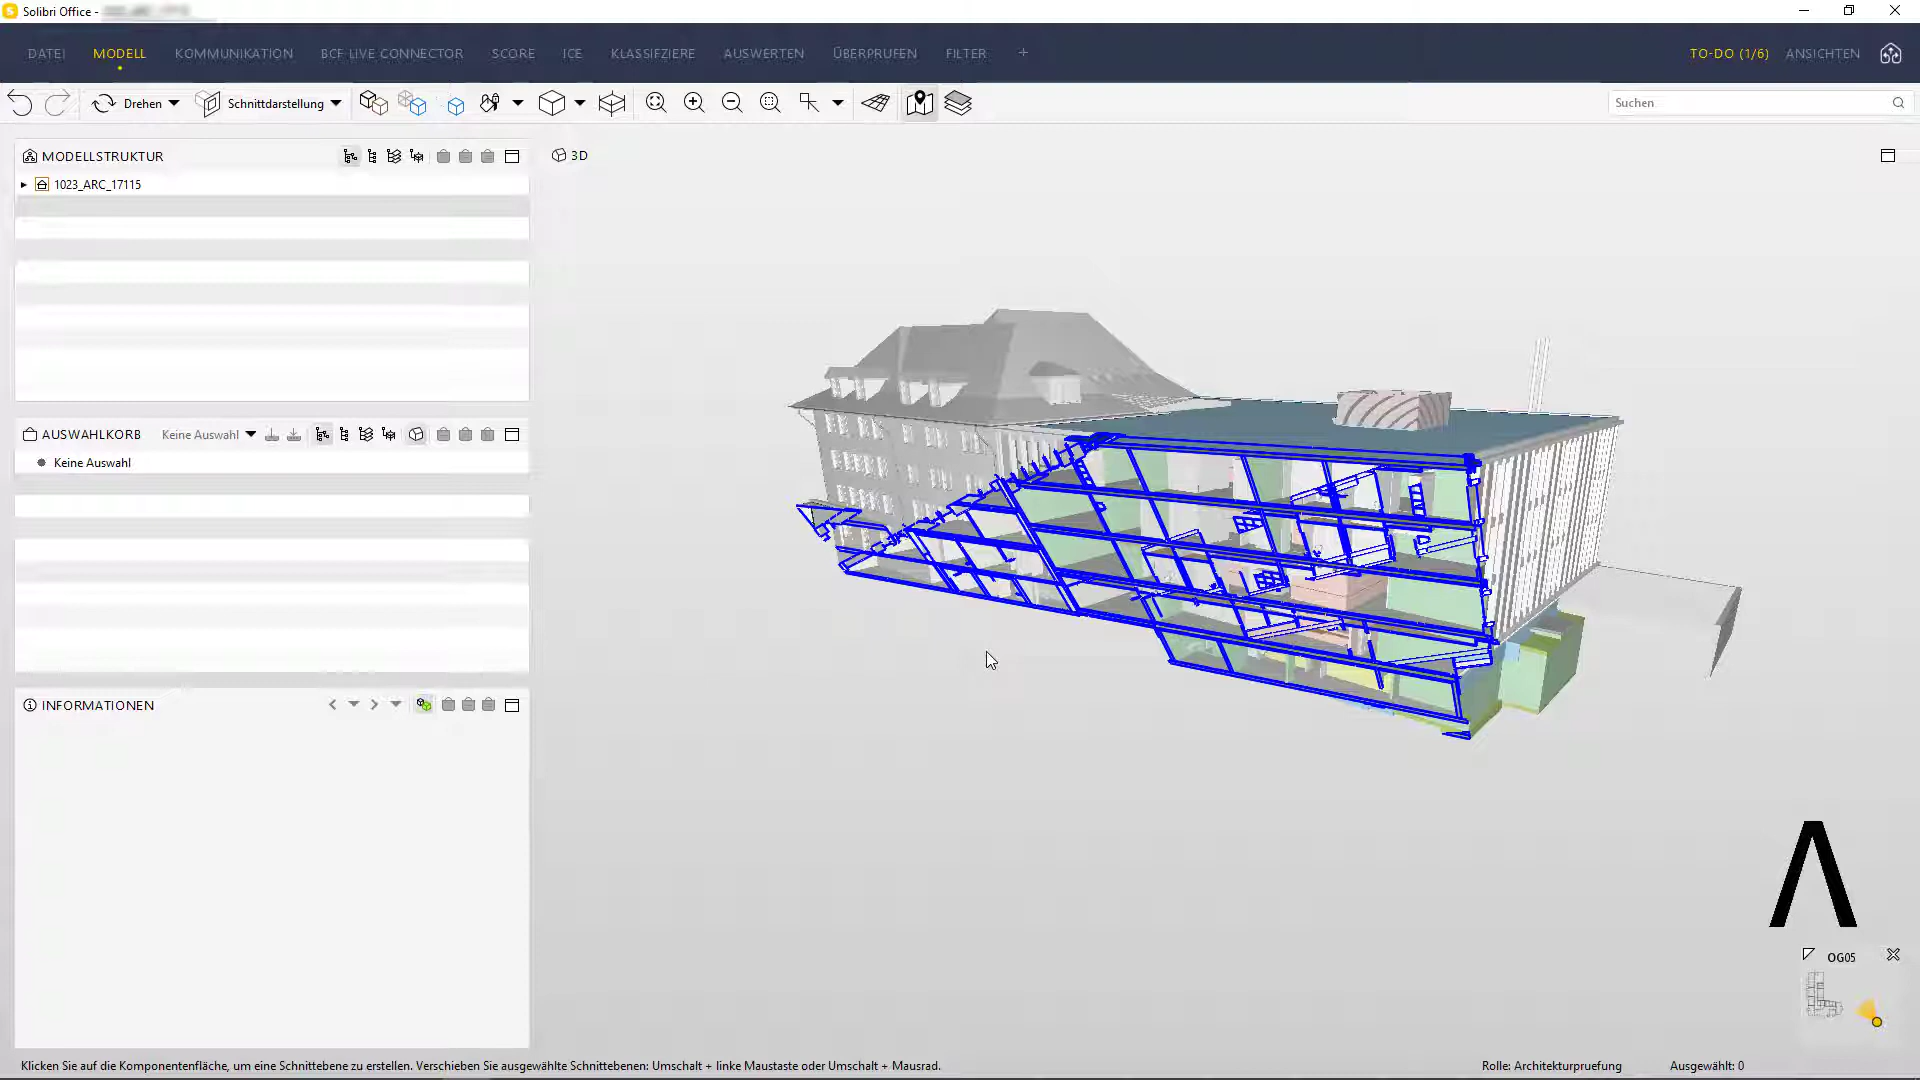 Solibri Office -
DATEI MODELL KOMMUNIKATION BCF LIVE CONNECTOR SCORE ICE KLASSIFZIERE AUSWERTEN ÜBERPRUFEN FILTER + TO-DO (1/6) ANSICHTEN
Drehen Schnittdarstellung Suchen
MODELLSTRUKTUR
1023_ARC_17115
3D
AUSWAHLKORB Keine Auswahl
Keine Auswahl
INFORMATIONEN
OG05
Klicken Sie auf die Komponentenfläche, um eine Schnittebene zu erstellen. Verschieben Sie ausgewählte Schnittebenen: Umschalt + linke Maustaste oder Umschalt + Mausrad. Rolle: Architekturpruefung Ausgewählt: 0